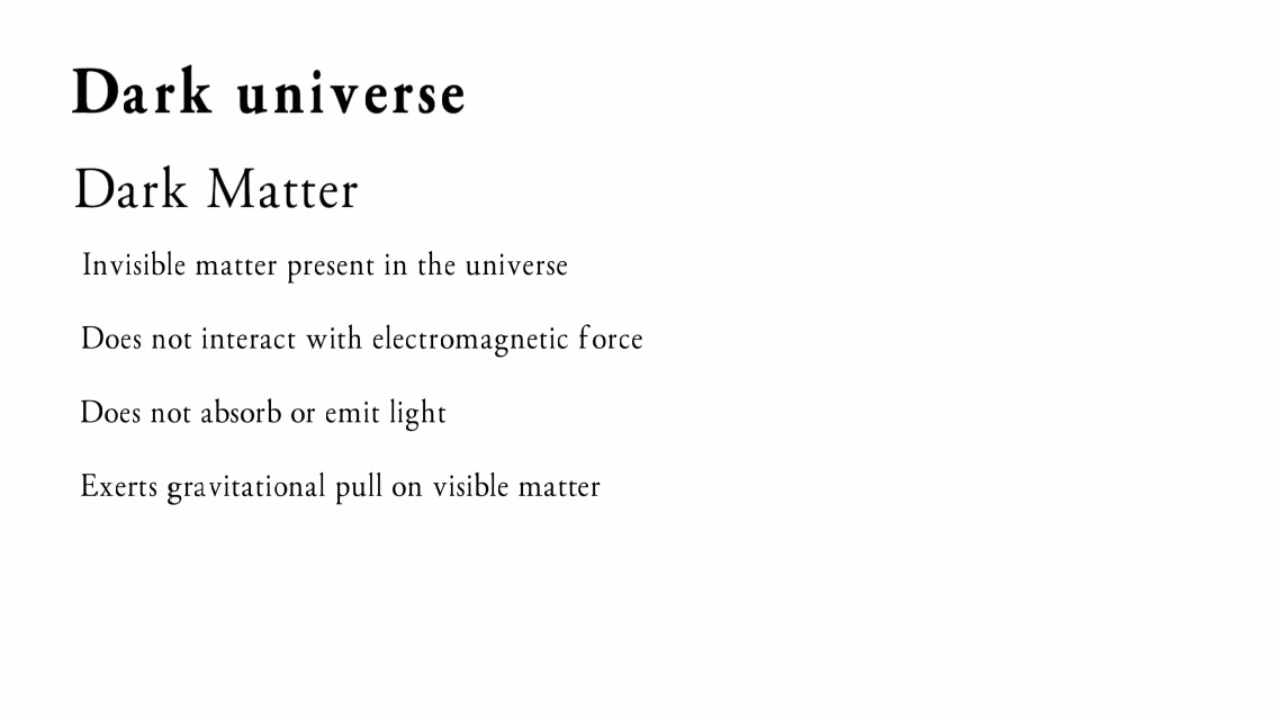 Dark universe
Dark Matter
Invisible matter present in the universe
Does not interact with electromagnetic force
Does not absorb or emit light
Exerts gravitational pull on visible matter